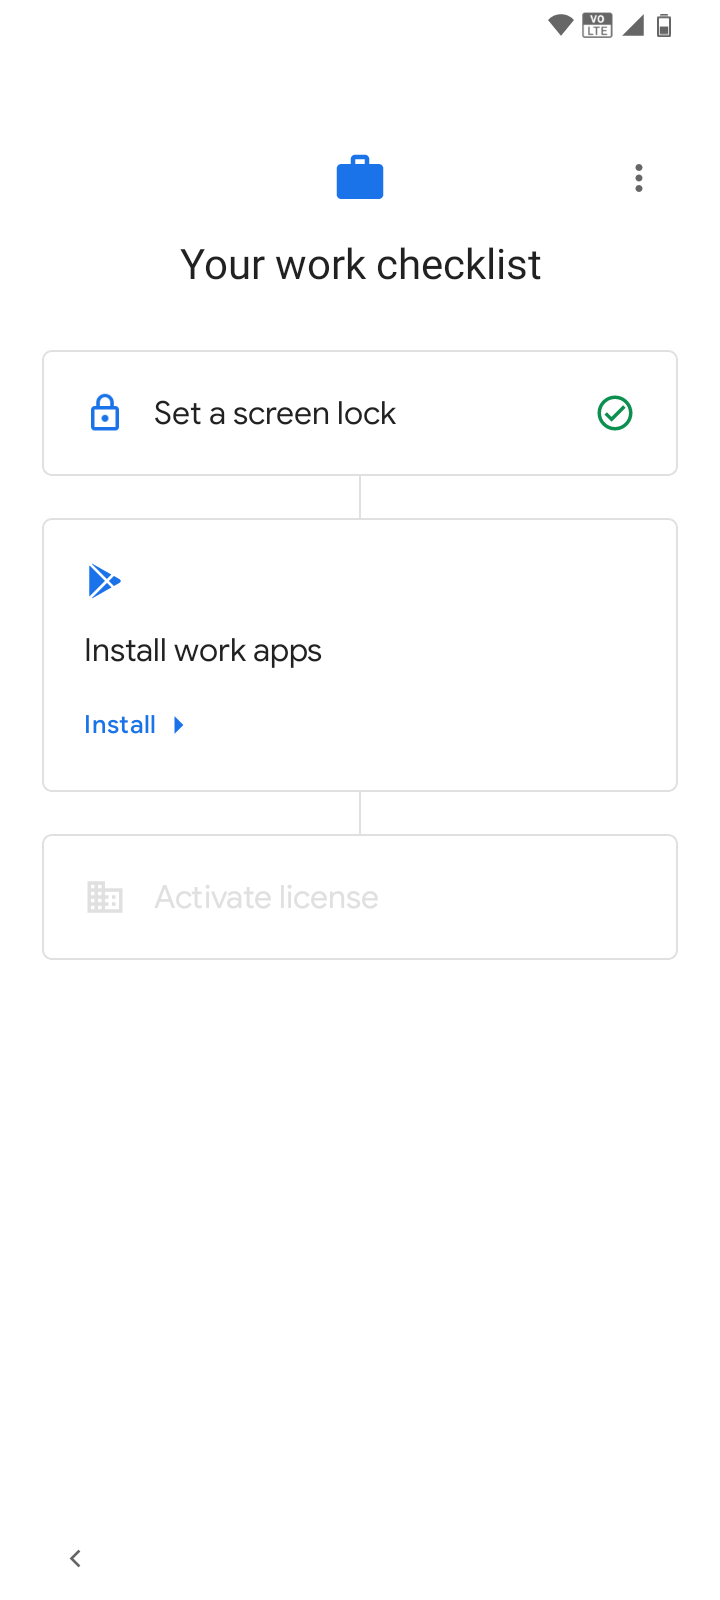 VO
LTE
Your work checklist
Set a screen lock
Install work apps
Install
Activate license